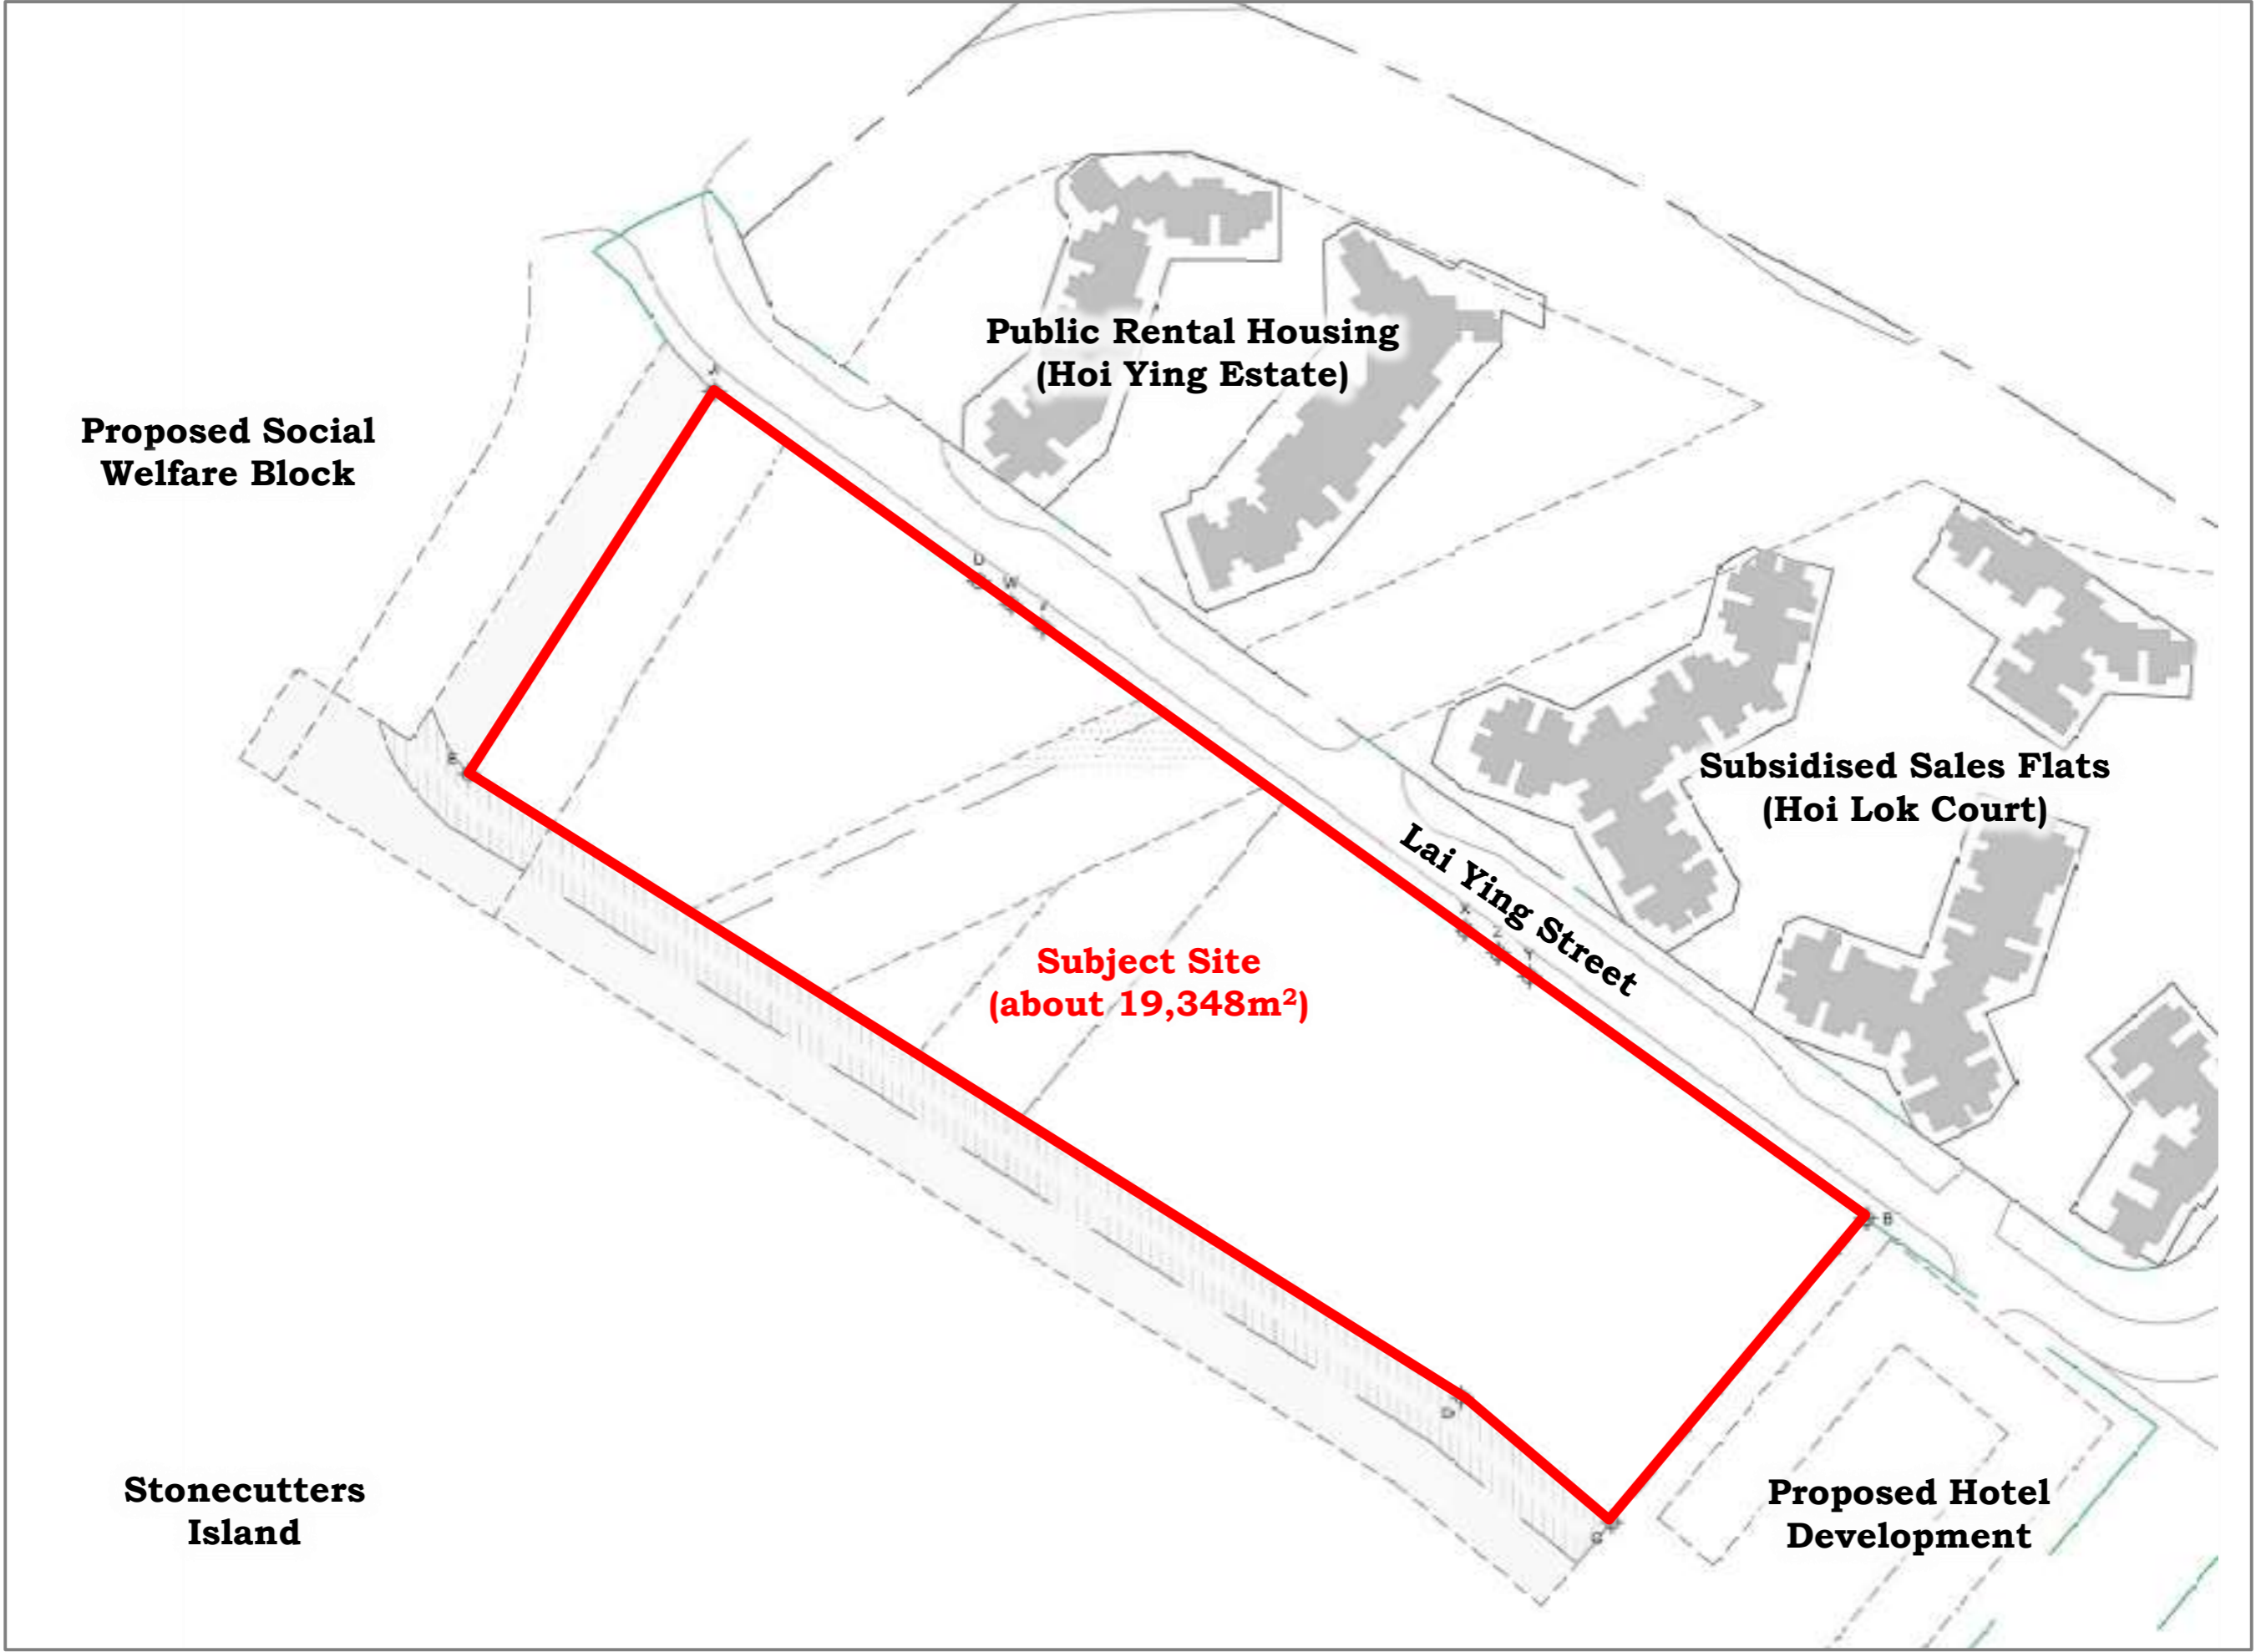 Public Rental Housing
(Hoi Ying Estate)
Proposed Social
Welfare Block
J
U
W
E
Subsidised Sales Flats
(Hoi Lok Court)
Lai Ying Street
X
Z
Y
Subject Site
(about 19,348m²)
B
D
C
Stonecutters
Island
Proposed Hotel
Development